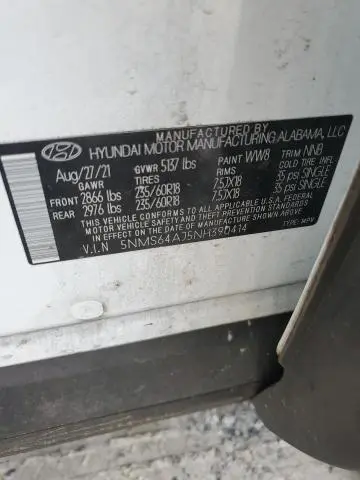 MANUFACTURED BY
HYUNDAI MOTOR MANUFACTURING ALABAMA, LLC
Aug/27/21 GVWR 5137 lbs PAINT WW8 TRIM NNB
GAWR TIRES RIMS COLD TIRE INF.
FRONT 2866 lbs 235/60R18 7.5JX18 35 psi SINGLE
REAR 2976 lbs 235/60R18 7.5JX18 35 psi SINGLE
THIS VEHICLE CONFORMS TO ALL APPLICABLE U.S.
FEDERAL MOTOR VEHICLE SAFETY, AND THEFT PREVENTION
STANDARDS IN EFFECT ON THE DATE OF MANUFACTURE SHOWN ABOVE.
V.I.N 5NMS64AJ5NH390414 TYPE: MPV